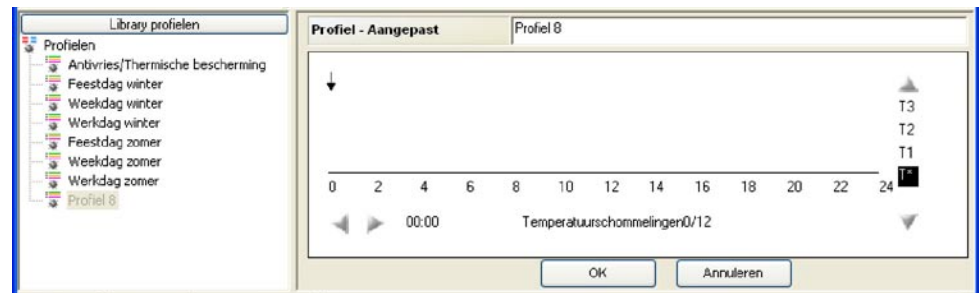 Library profielen
Profielen
Antivries/Thermische bescherming
Feestdag winter
Weekdag winter
Werkdag winter
Feestdag zomer
Weekdag zomer
Werkdag zomer
Profiel 8
Profiel - Aangepast
Profiel 8
T3
T2
T1
T*
0 2 4 6 8 10 12 14 16 18 20 22 24
00:00 Temperatuurschommelingen0/12
OK Annuleren